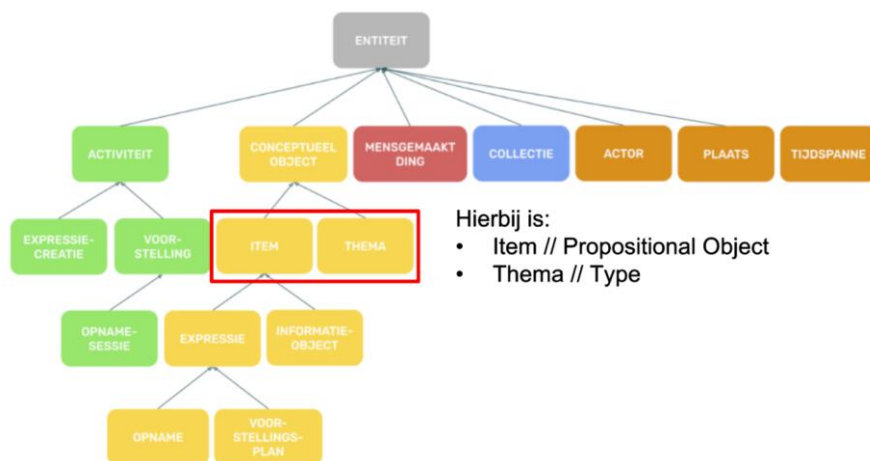 ENTITEIT
ACTIVITEIT
CONCEPTUEEL
OBJECT
MENSGEMAAKT
DING
COLLECTIE
ACTOR
PLAATS
TIJDSPANNE
EXPRESSIE-
CREATIE
VOOR-
STELLING
ITEM
THEMA
Hierbij is:
• Item // Propositional Object
• Thema // Type
OPNAME-
SESSIE
EXPRESSIE
INFORMATIE-
OBJECT
OPNAME
VOOR-
STELLINGS-
PLAN